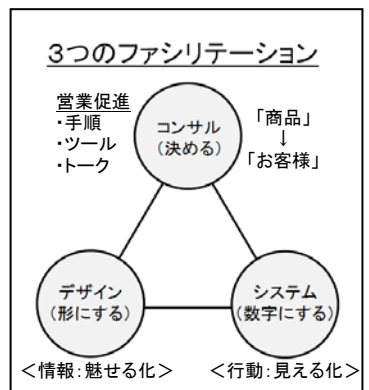 3つのファシリテーション
営業促進
・手順
・ツール
・トーク
コンサル
(決める)
「商品」
↓
「お客様」
デザイン
(形にする)
システム
(数字にする)
＜情報：魅せる化＞
＜行動：見える化＞